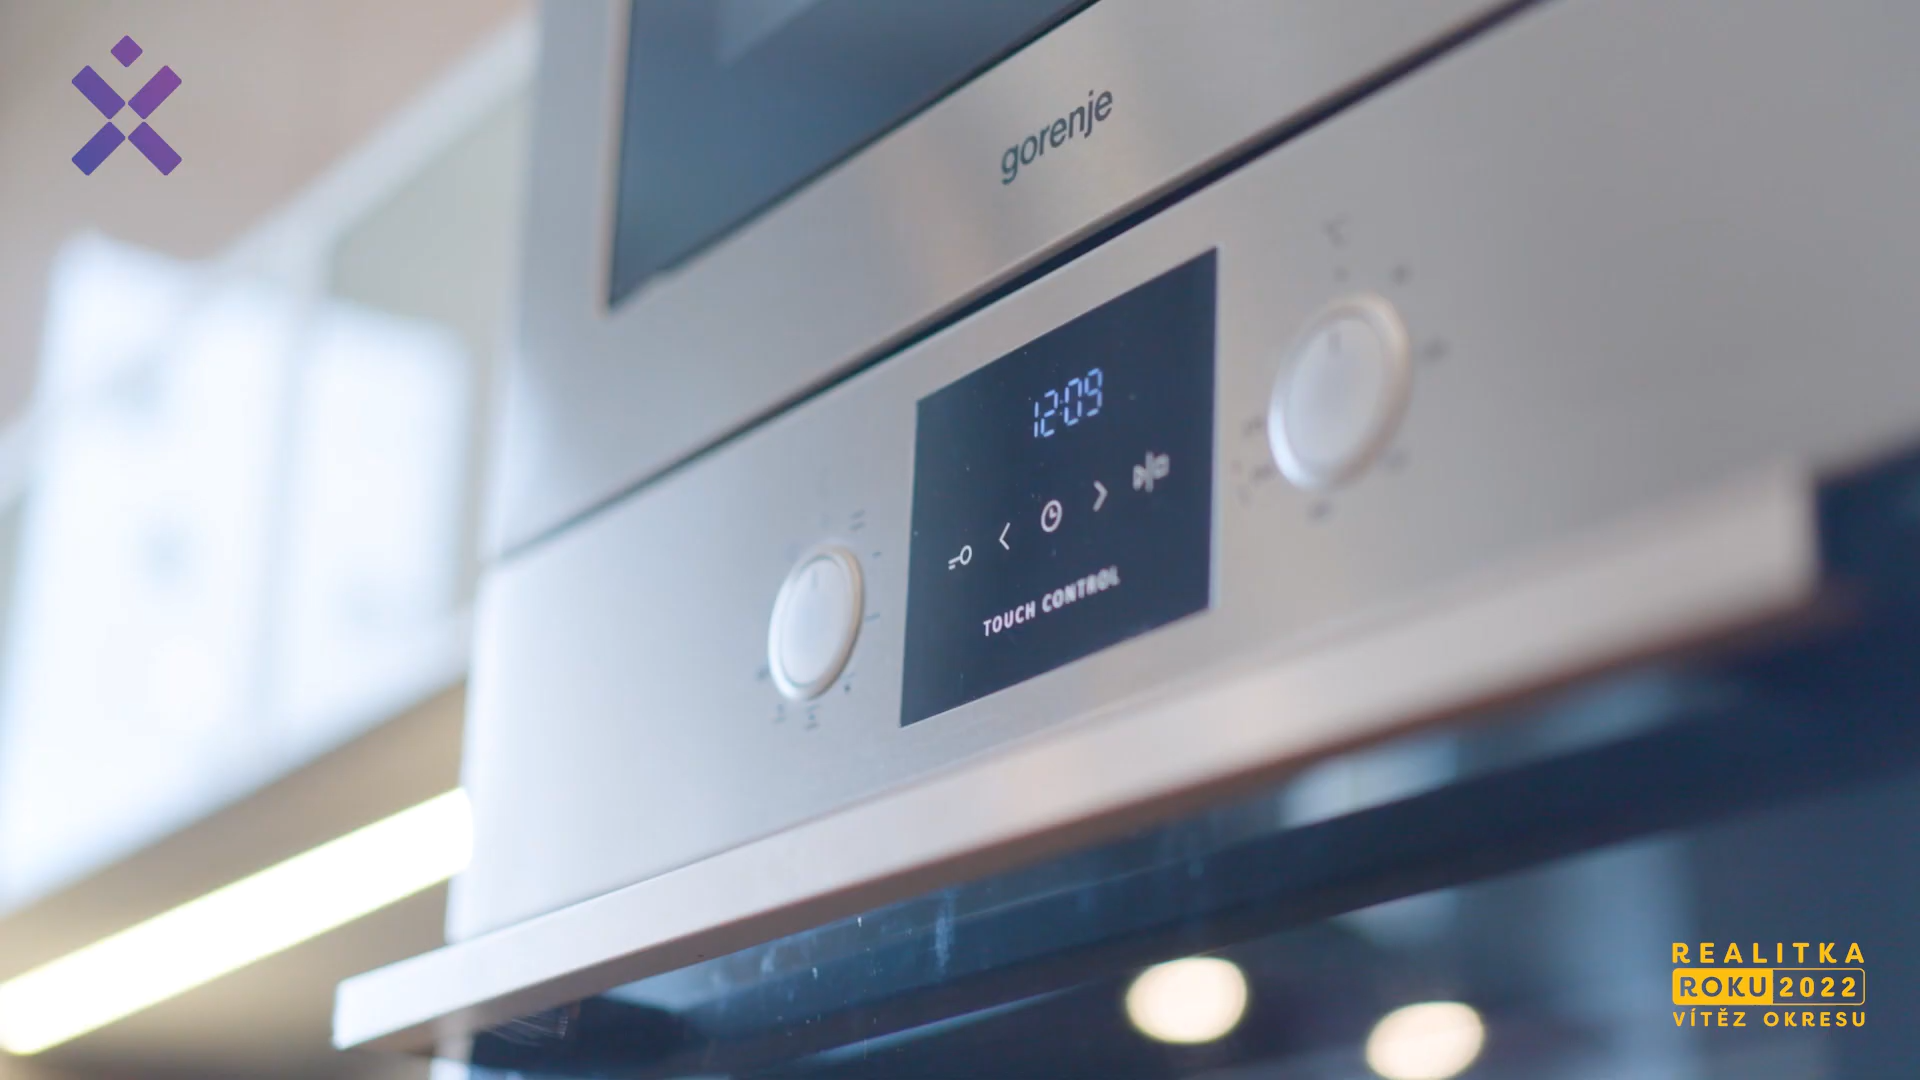 gorenje
12:09
TOUCH CONTROL
REALITKA
ROKU 2022
VÍTĚZ OKRESU